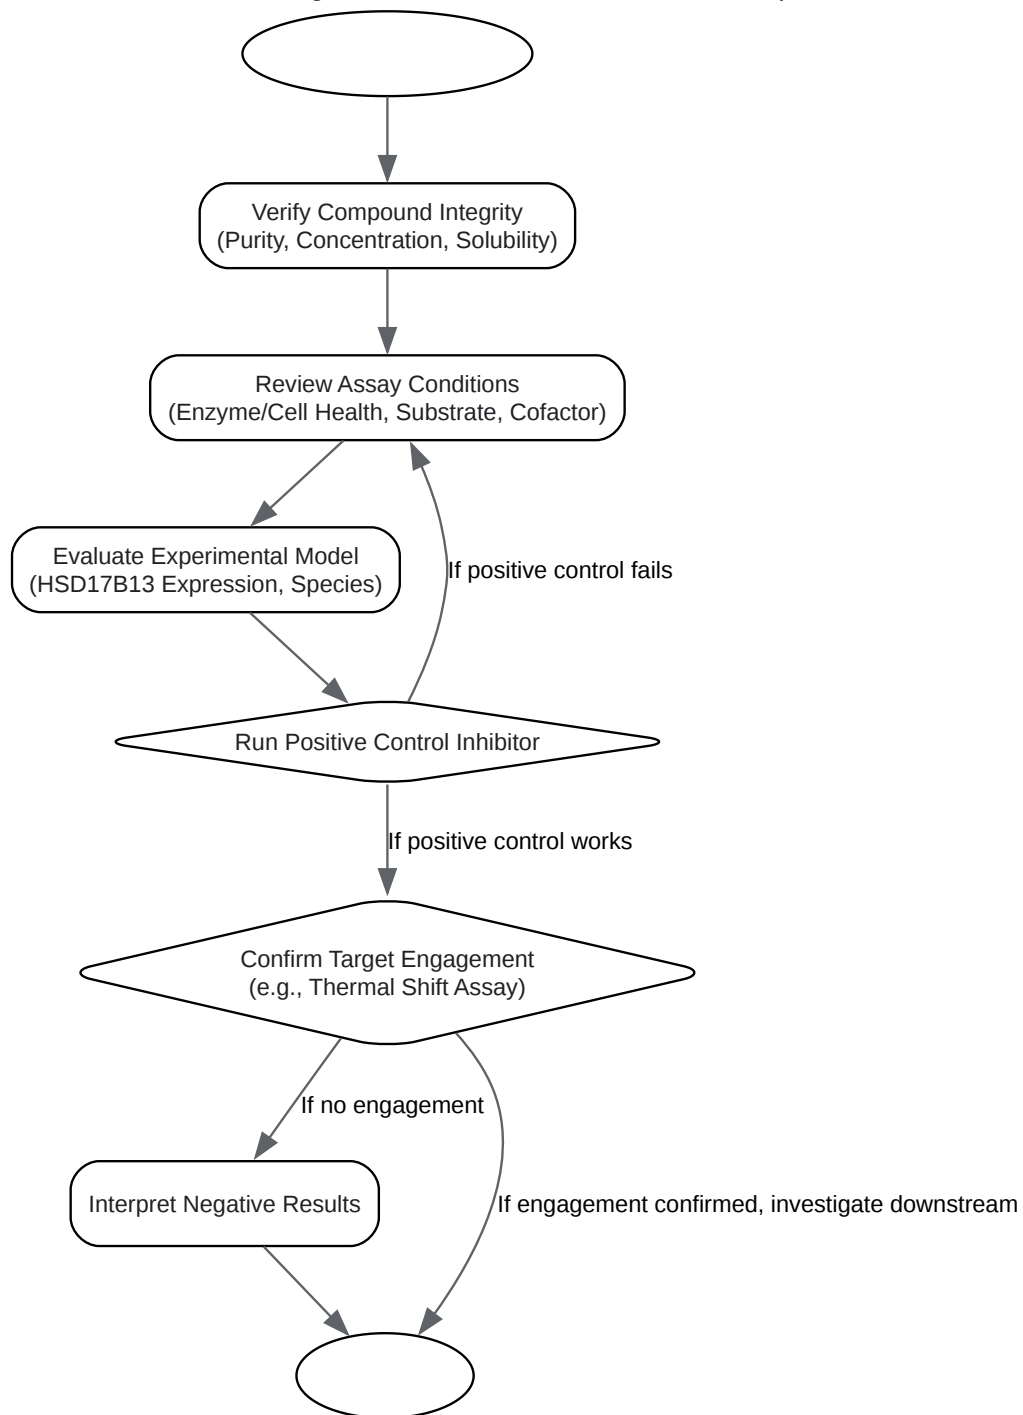 Verify Compound Integrity
(Purity, Concentration, Solubility)
Review Assay Conditions
(Enzyme/Cell Health, Substrate, Cofactor)
Evaluate Experimental Model
(HSD17B13 Expression, Species)
If positive control fails
Run Positive Control Inhibitor
If positive control works
Confirm Target Engagement
(e.g., Thermal Shift Assay)
If no engagement
Interpret Negative Results
If engagement confirmed, investigate downstream